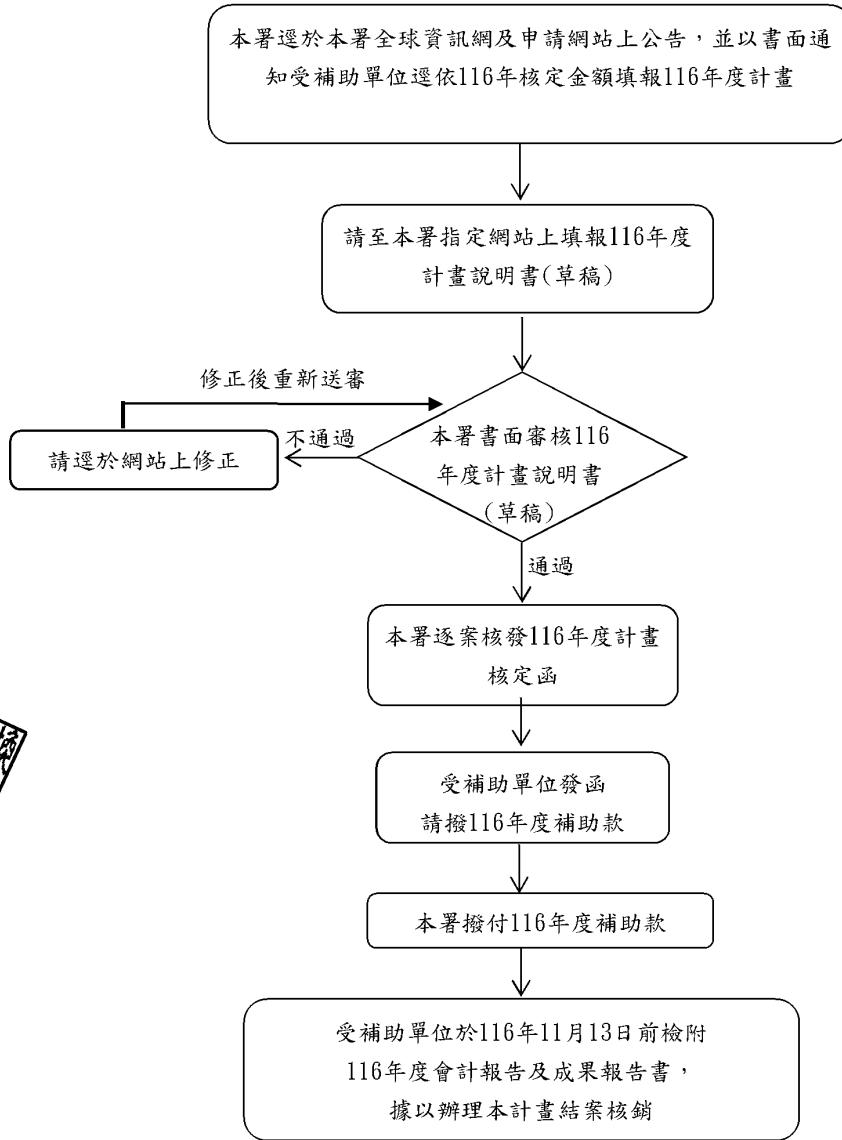 本署逕於本署全球資訊網及申請網站上公告，並以書面通
知受補助單位逕依116年核定金額填報116年度計畫
請至本署指定網站上填報116年度
計畫說明書(草稿)
修正後重新送審
不通過
請逕於網站上修正
本署書面審核116
年度計畫說明書
(草稿)
通過
本署逐案核發116年度計畫
核定函
受補助單位發函
請撥116年度補助款
本署撥付116年度補助款
受補助單位於116年11月13日前檢附
116年度會計報告及成果報告書，
據以辦理本計畫結案核銷